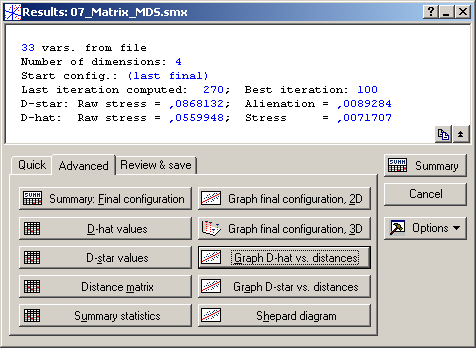 Results: 07_Matrix_MDS.smx
33 vars. from file
Number of dimensions: 4
Start config.: (last final)
Last iteration computed: 270; Best iteration: 100
D-star: Raw stress = ,0868132; Alienation = ,0089284
D-hat: Raw stress = ,0559948; Stress = ,0071707
Quick Advanced Review & save
Summary: Final configuration Graph final configuration, 2D
D-hat values Graph final configuration, 3D
D-star values Graph D-hat vs. distances
Distance matrix Graph D-star vs. distances
Summary statistics Shepard diagram
Summary
Cancel
Options